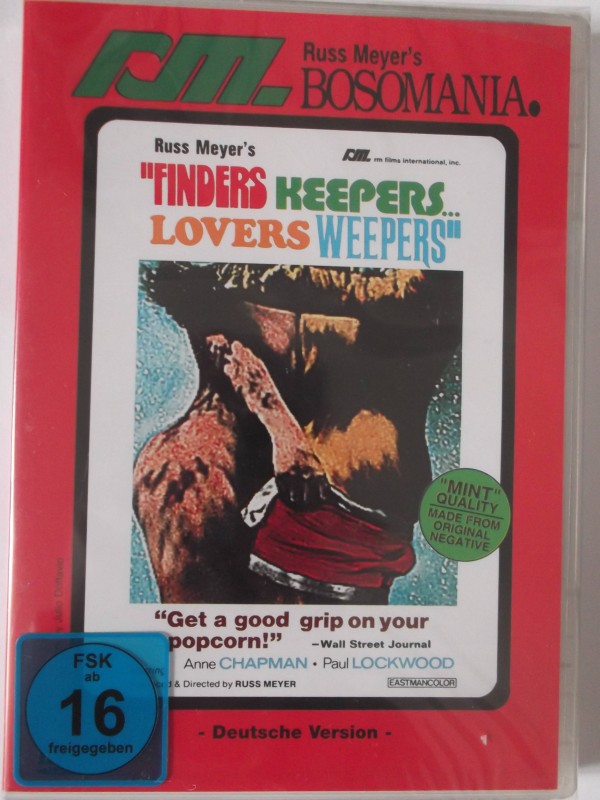 rm.
Russ Meyer's
BOSOMANIA.
Russ Meyer's
rm rm films international, inc.
"FINDERS KEEPERS...
LOVERS WEEPERS"
"MINT"
QUALITY
MADE FROM
ORIGINAL
NEGATIVE
"Get a good grip on your
popcorn!" –Wall Street Journal
Anne CHAPMAN • Paul LOCKWOOD
& Directed by RUSS MEYER
EASTMANCOLOR
FSK
ab
16
freigegeben
- Deutsche Version -